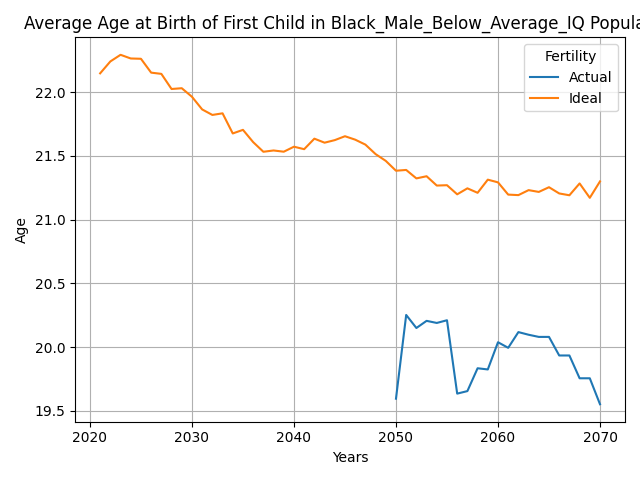 Average Age at Birth of First Child in Black_Male_Below_Average_IQ Popula
Fertility
Actual
Ideal
22.0
21.5
21.0
20.5
20.0
19.5
Age
2020
2030
2040
2050
2060
2070
Years